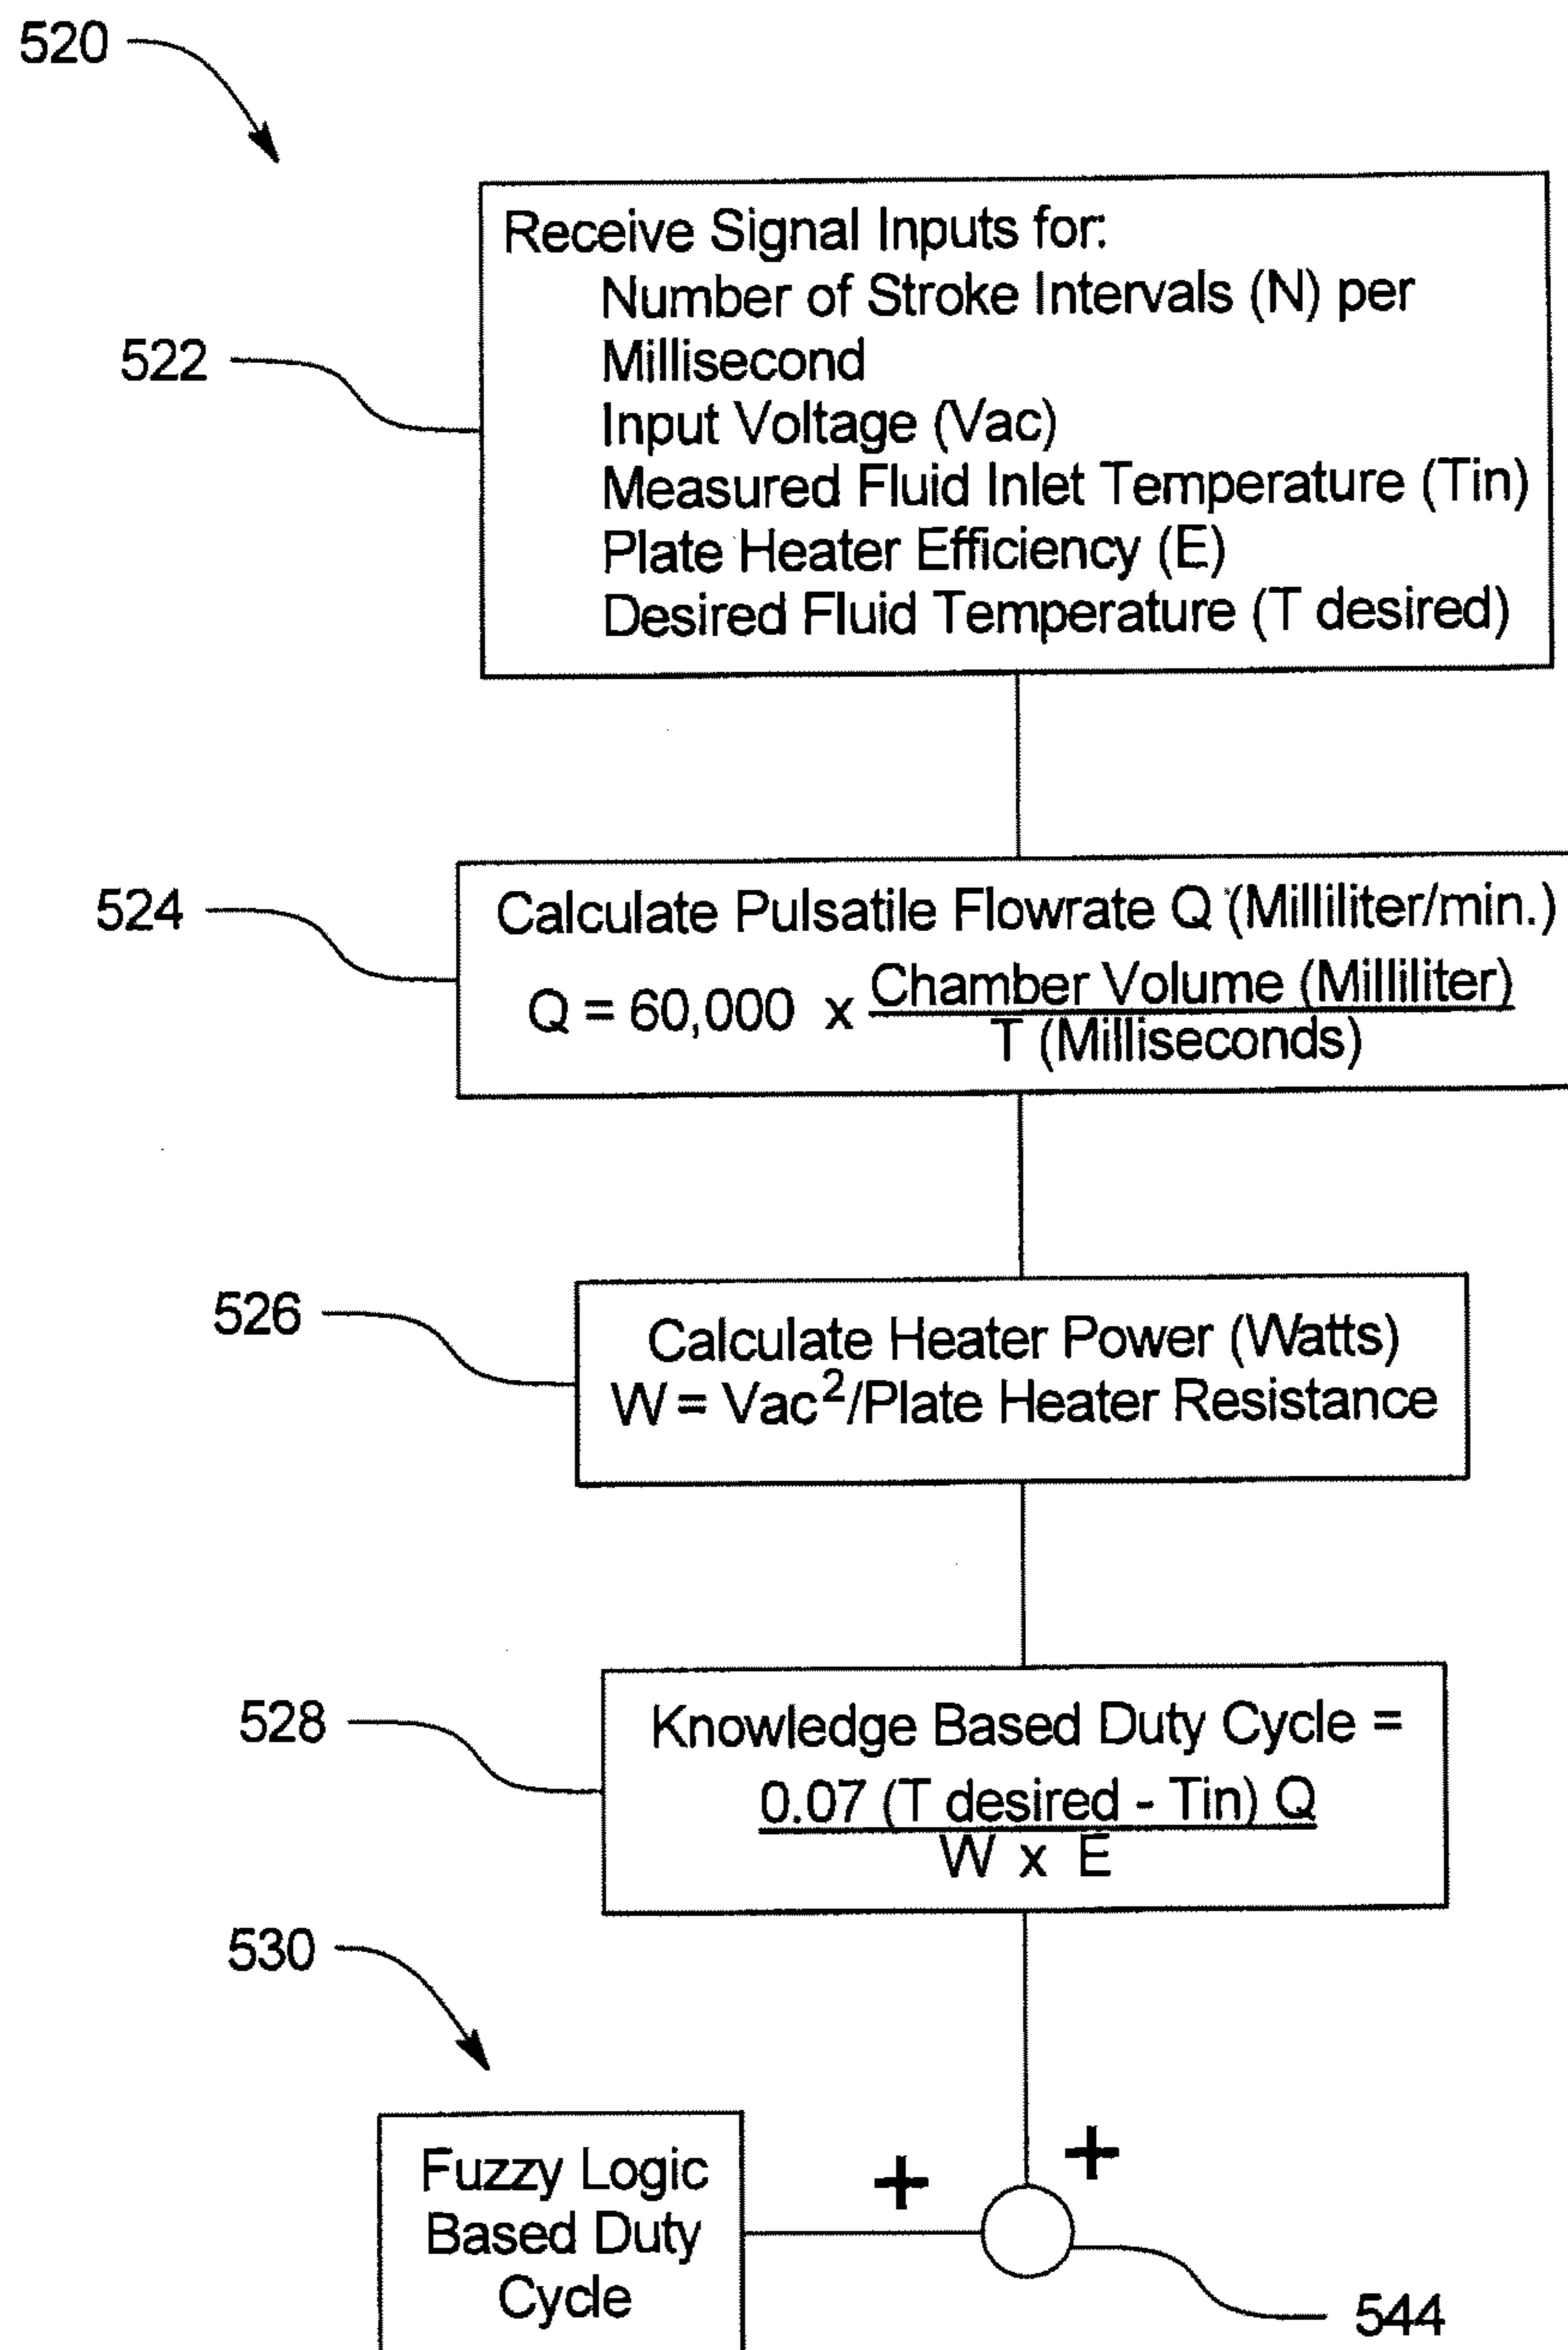 520
Receive Signal Inputs for:
Number of Stroke Intervals (N) per
Millisecond
522
Input Voltage (Vac)
Measured Fluid Inlet Temperature (Tin)
Plate Heater Efficiency (E)
Desired Fluid Temperature (T desired)
524
Calculate Pulsatile Flowrate Q (Milliliter/min.)
Q = 60,000 x Chamber Volume (Milliliter)
T (Milliseconds)
526
Calculate Heater Power (Watts)
W = Vac²/Plate Heater Resistance
528
Knowledge Based Duty Cycle =
0.07 (T desired - Tin) Q
W x E
530
+
+
Fuzzy Logic
Based Duty
Cycle
544